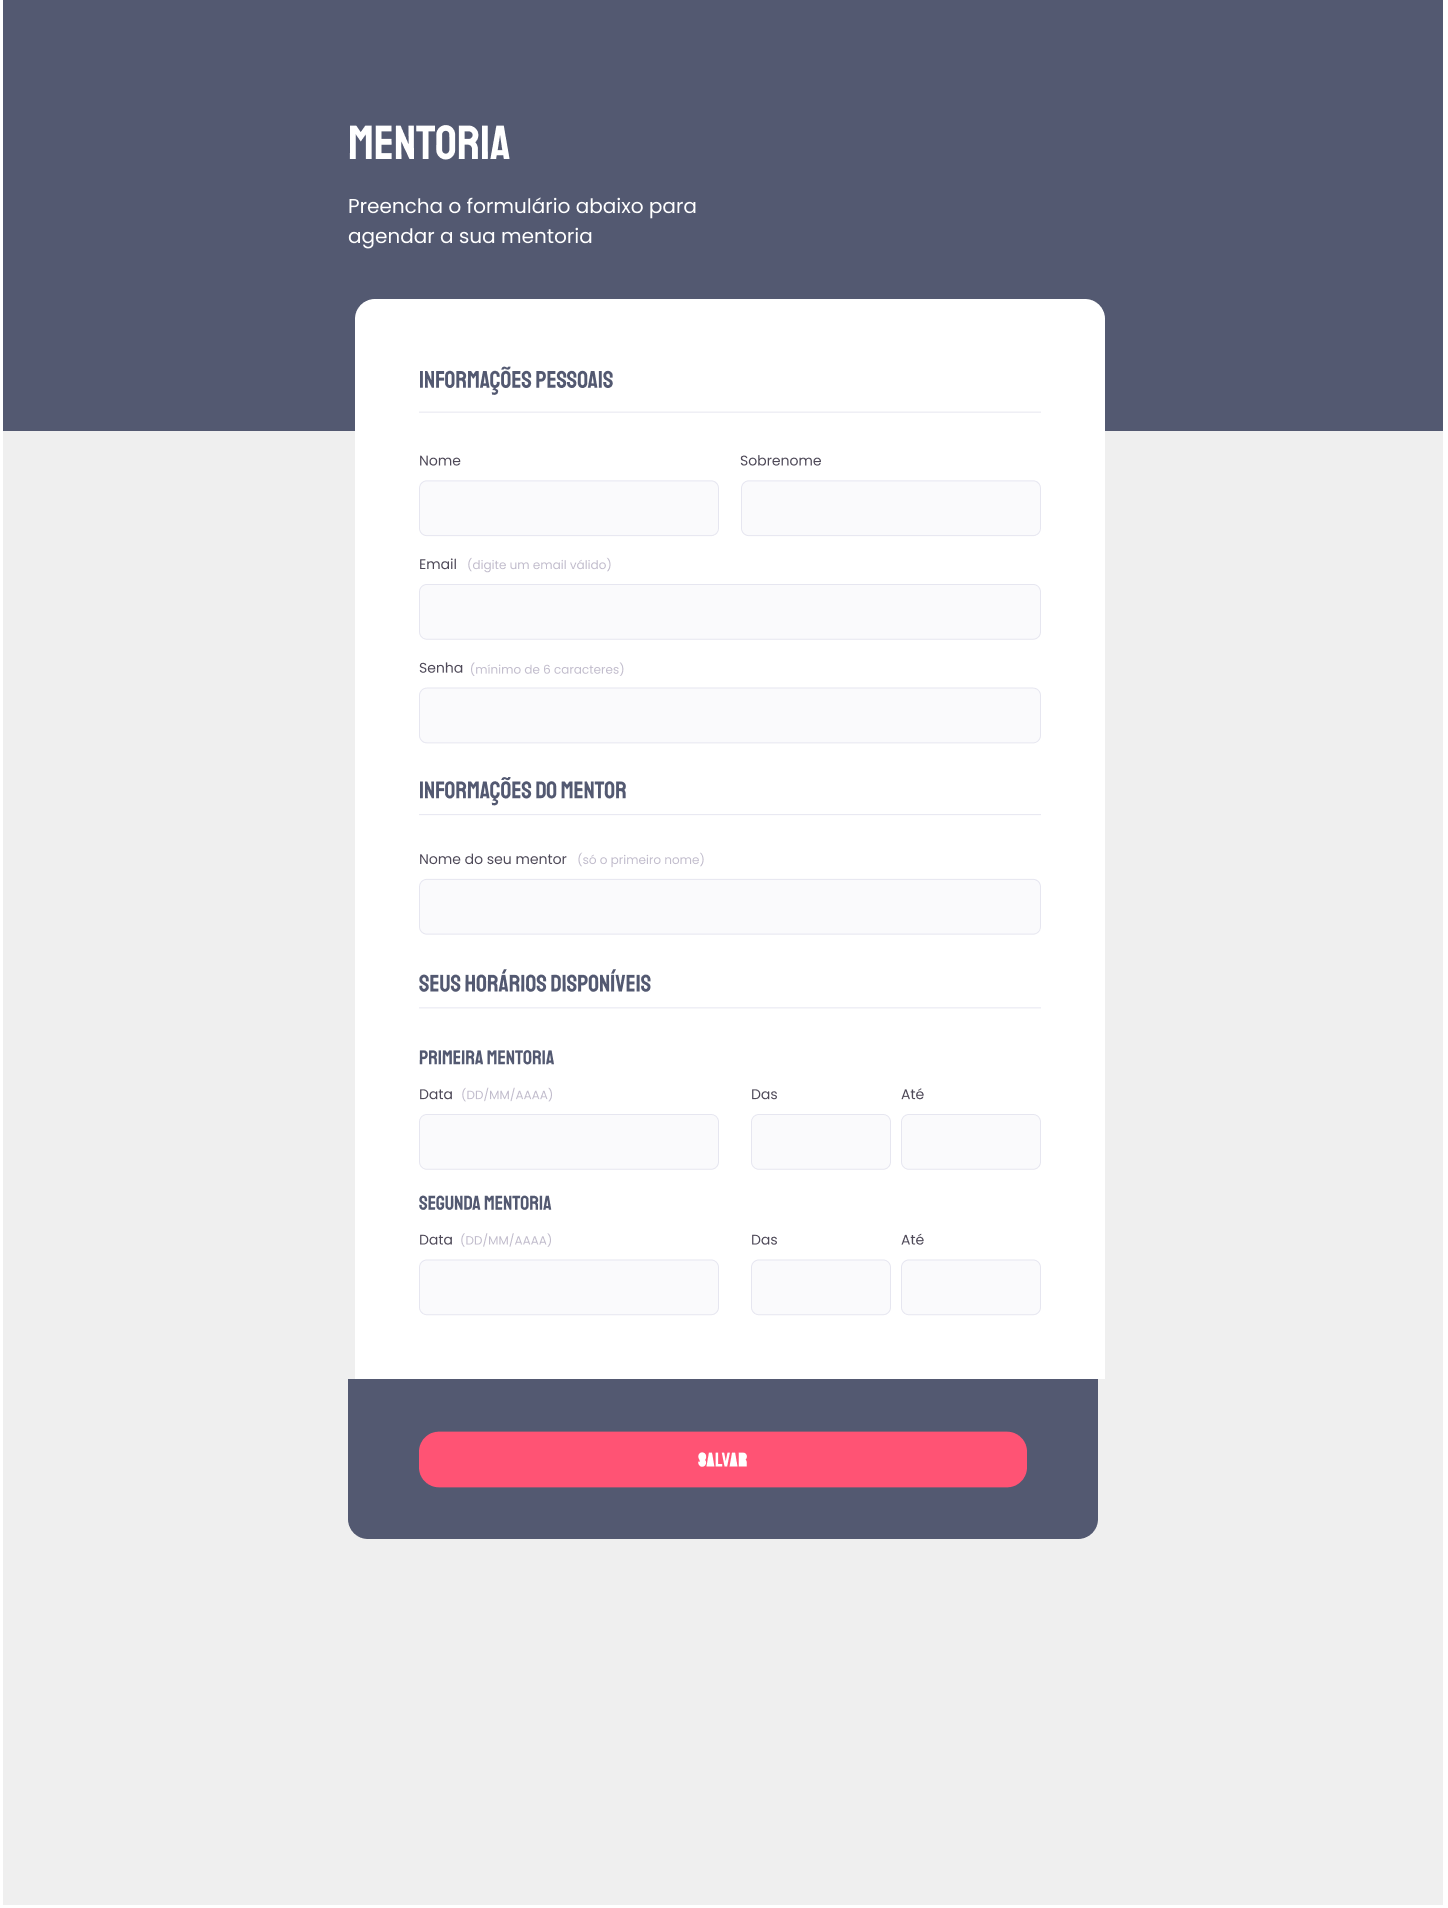 MENTORIA
Preencha o formulário abaixo para
agendar a sua mentoria
INFORMAÇÕES PESSOAIS
Nome Sobrenome
Email (digite um email válido)
Senha (mínimo de 6 caracteres)
INFORMAÇÕES DO MENTOR
Nome do seu mentor (só o primeiro nome)
SEUS HORÁRIOS DISPONÍVEIS
PRIMEIRA MENTORIA
Data (DD/MM/AAAA) Das Até
SEGUNDA MENTORIA
Data (DD/MM/AAAA) Das Até
SALVAR